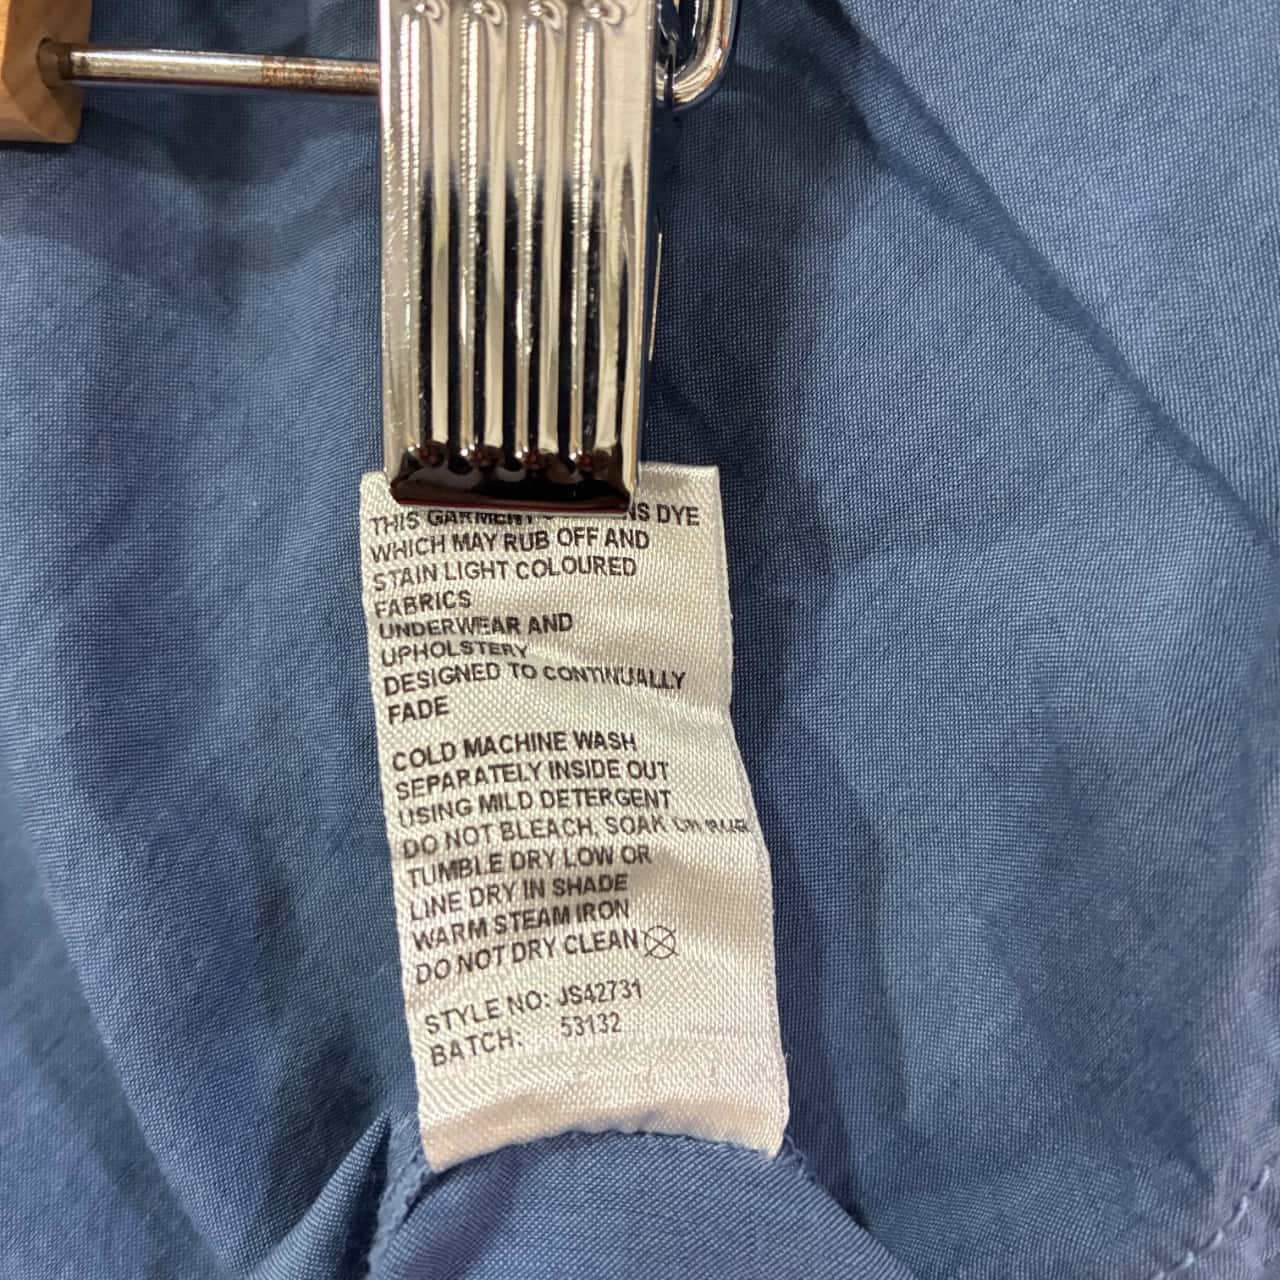 THIS GARMENT DYE
WHICH MAY RUB OFF AND
STAIN LIGHT COLOURED
FABRICS
UNDERWEAR AND
UPHOLSTERY
DESIGNED TO CONTINUALLY
FADE
COLD MACHINE WASH
SEPARATELY INSIDE OUT
USING MILD DETERGENT
DO NOT BLEACH, SOAK
TUMBLE DRY LOW OR
LINE DRY IN SHADE
WARM STEAM IRON
DO NOT DRY CLEAN
STYLE NO: JS42731
BATCH: 53132